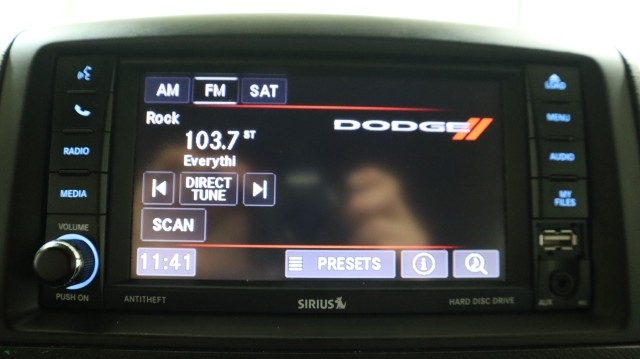 LOAD
MENU
AUDIO
MY
FILES
RADIO
MEDIA
VOLUME
PUSH ON
AM FM SAT
Rock
103.7 ST
Everythi
DODGE
DIRECT
TUNE
SCAN
11:41
PRESETS
ANTITHEFT
SIRIUS
HARD DISC DRIVE
AUX